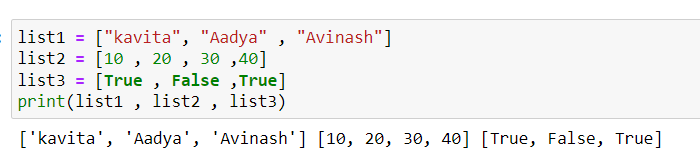 list1 = ["kavita", "Aadya" , "Avinash"]
list2 = [10 , 20 , 30 ,40]
list3 = [True , False ,True]
print(list1 , list2 , list3)
['kavita', 'Aadya', 'Avinash'] [10, 20, 30, 40] [True, False, True]